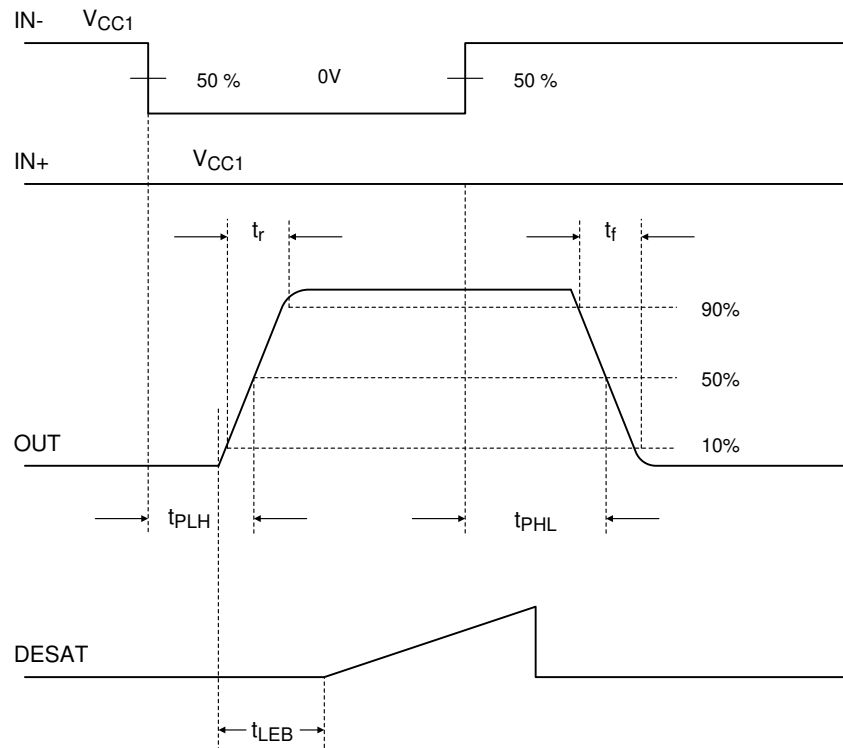 IN- VCC1
50 % 0V 50 %
IN+ VCC1
tr tf
90%
50%
OUT 10%
tPLH tPHL
DESAT
tLEB